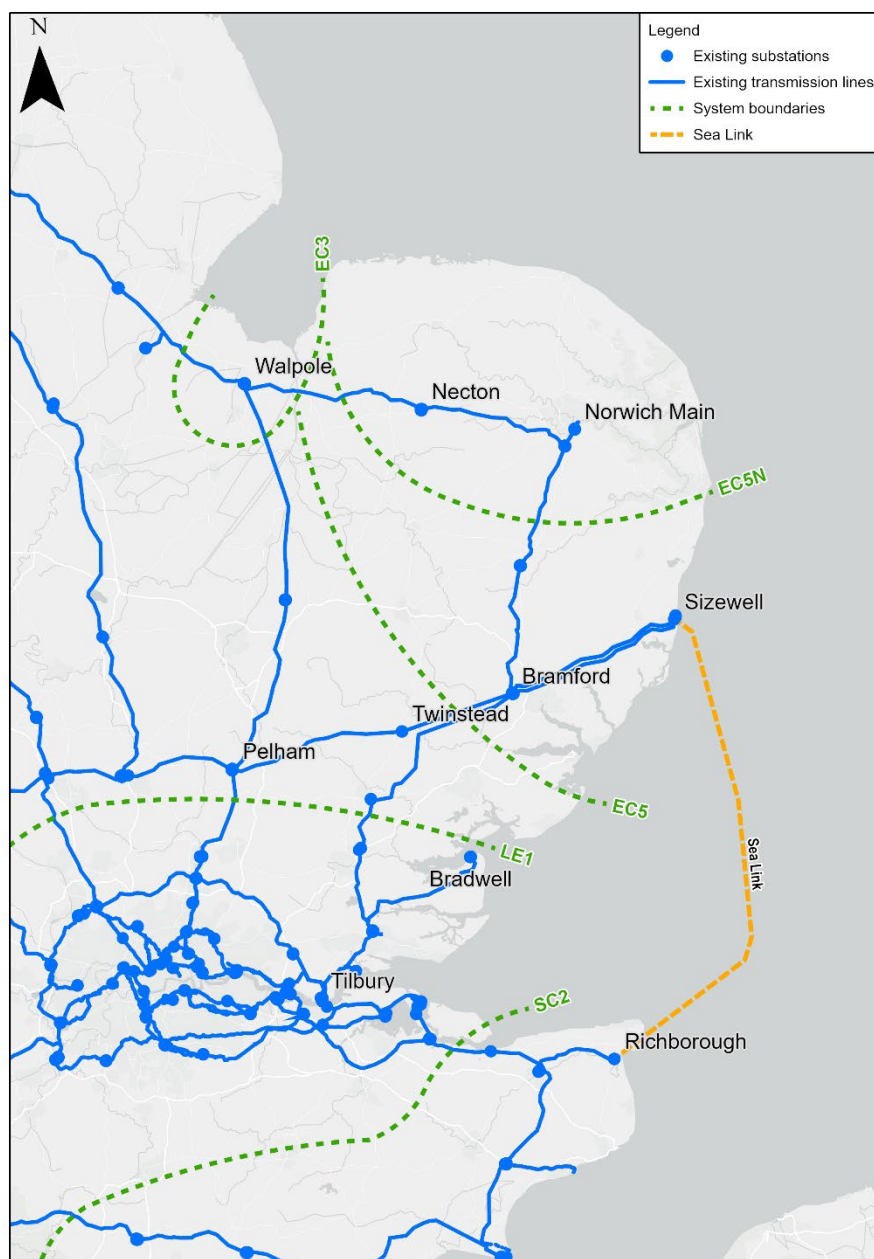 N
Legend
Existing substations
Existing transmission lines
System boundaries
Sea Link
EC3
Walpole
Necton
Norwich Main
EC5N
Sizewell
Bramford
Twinstead
Pelham
EC5
LE1
Sea Link
Bradwell
Tilbury
SC2
Richborough